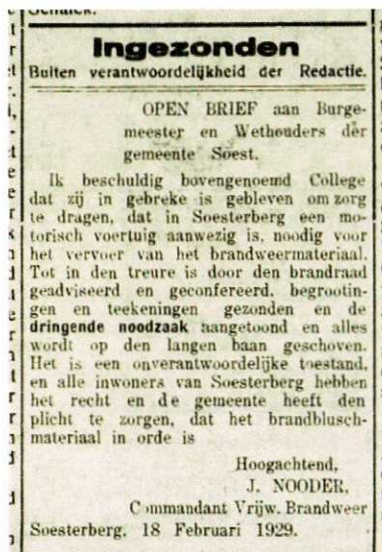 Ingezonden
Buiten verantwoordelijkheid der Redactie.
OPEN BRIEF aan Burge-
meester en Wethouders der
gemeente Soest.
Ik beschuldig bovengenoemd College
dat zij in gebreke is gebleven om zorg
te dragen, dat in Soesterberg een mo-
torisch voertuig aanwezig is, noodig voor
het vervoer van het brandweermateriaal.
Tot in den treure is door den brandraad
geadviseerd en geconfereerd, begrootin-
gen en teekeningen gezonden en de
dringende noodzaak aangetoond en alles
wordt op den langen baan geschoven.
Het is een onverantwoordelijke toestand,
en alle inwoners van Soesterberg hebben
het recht en de gemeente heeft den
plicht te zorgen, dat het brandblusch-
materiaal in orde is
Hoogachtend,
J. NOODER,
Commandant Vrijw. Brandweer
Soesterberg, 18 Februari 1929.